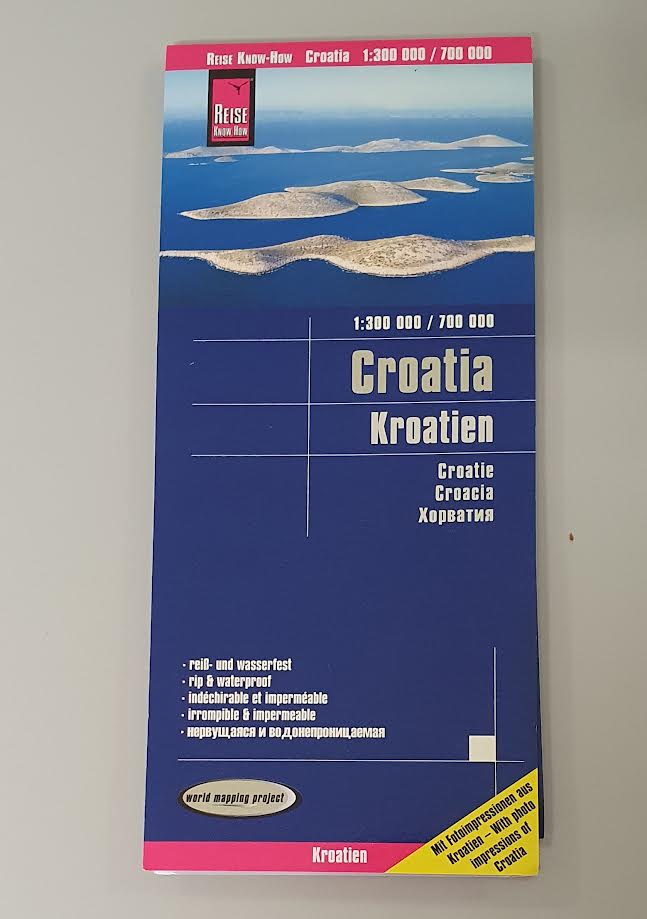 REISE KNOW-HOW Croatia 1:300 000 / 700 000
REISE
KNOW-HOW
1:300 000 / 700 000
Croatia
Kroatien
Croatie
Croacia
Хорватия
· reiß- und wasserfest
· rip & waterproof
· indéchirable et imperméable
· irrompible & impermeable
· нервущаяся и водонепроницаемая
world mapping project
Mit Fotoimpressionen aus
Kroatien – With photo
impressions of
Croatia
Kroatien